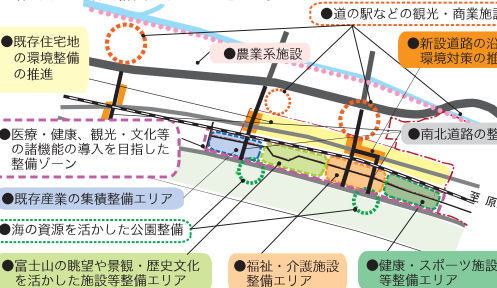 ●道の駅などの観光・商業施設
●既存住宅地
の環境整備
の推進
●農業系施設
●新設道路の沿
環境対策の推
●医療・健康、観光・文化等
の諸機能の導入を目指した
整備ゾーン
●南北道路の整
●既存産業の集積整備エリア
至 原
●海の資源を活かした公園整備
●富士山の眺望や景観・歴史文化
を活かした施設等整備エリア
●福祉・介護施設
整備エリア
●健康・スポーツ施設
等整備エリア